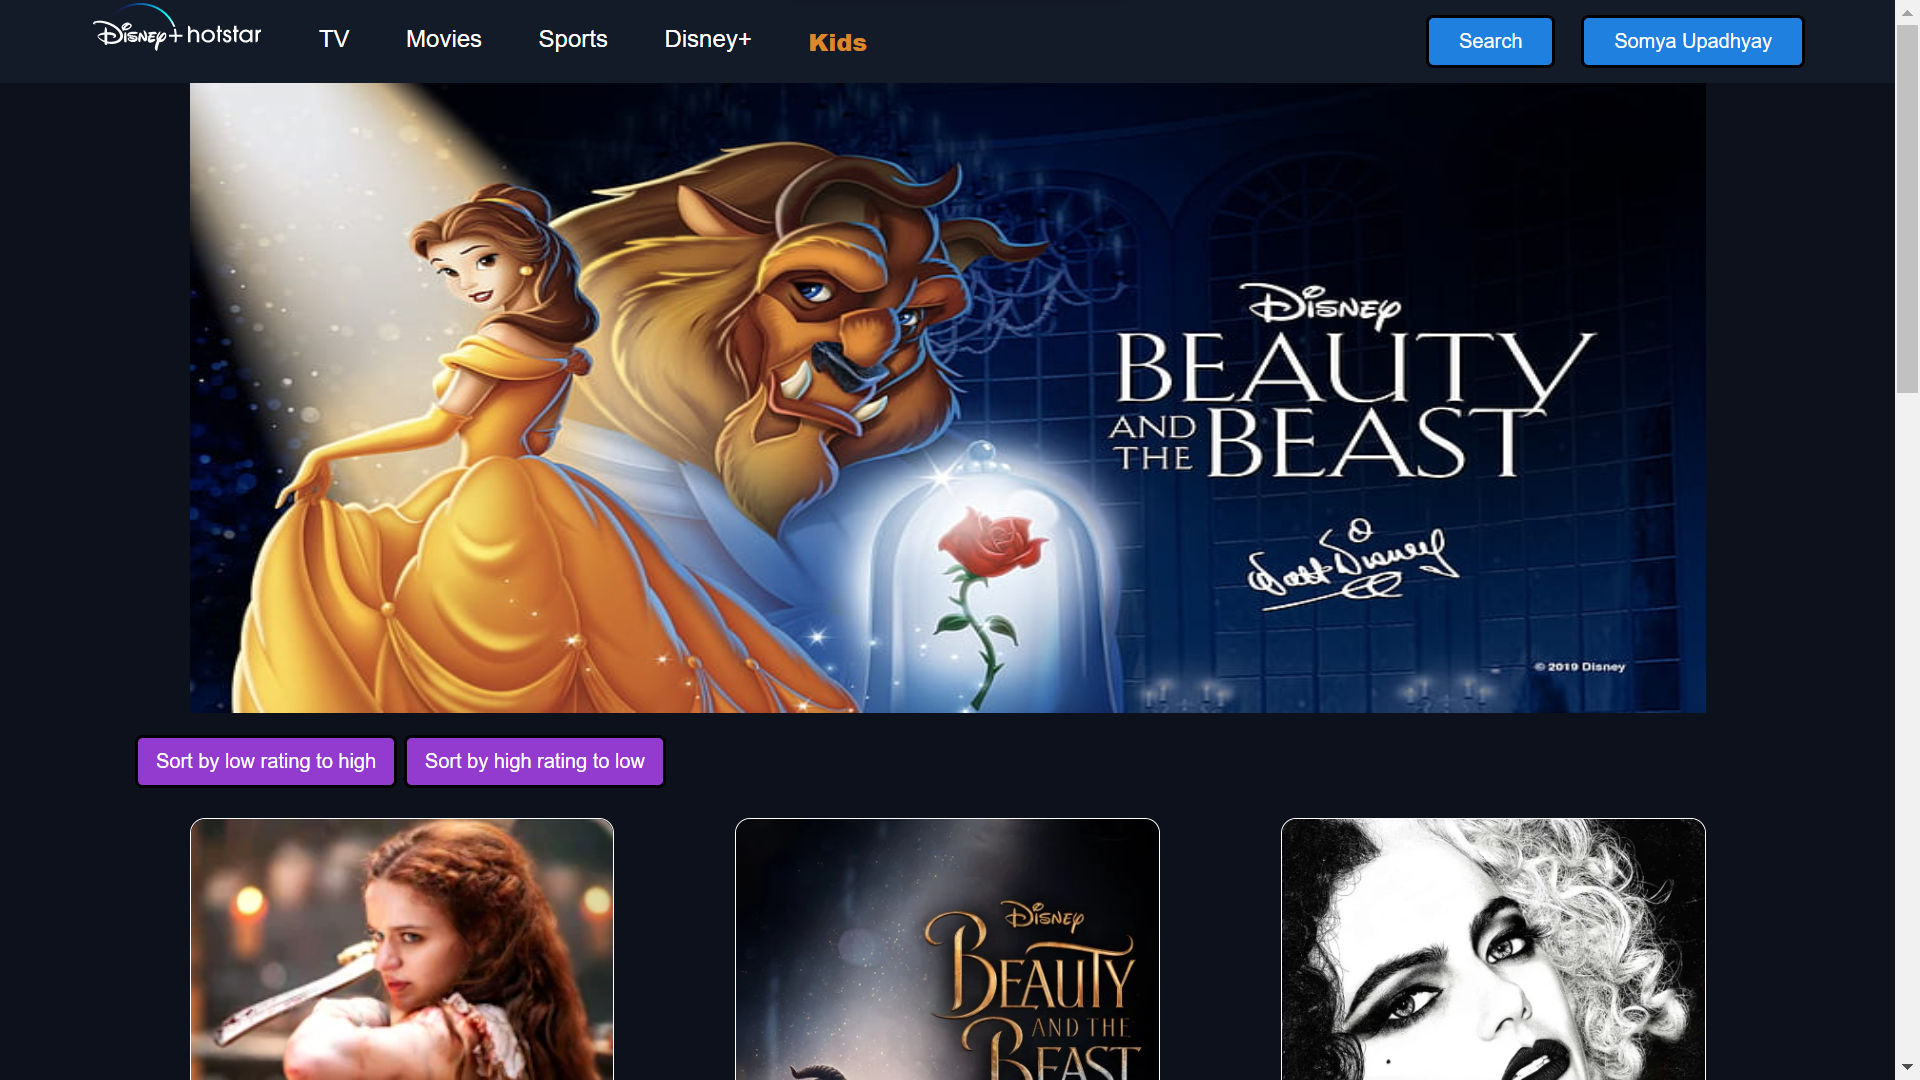 Disney+ hotstar
TV
Movies
Sports
Disney+
Kids
Search
Somya Upadhyay
Disney
BEAUTY
AND THE BEAST
Walt Disney
© 2019 Disney
Sort by low rating to high
Sort by high rating to low
Disney
BEAUTY
AND THE
BEAST